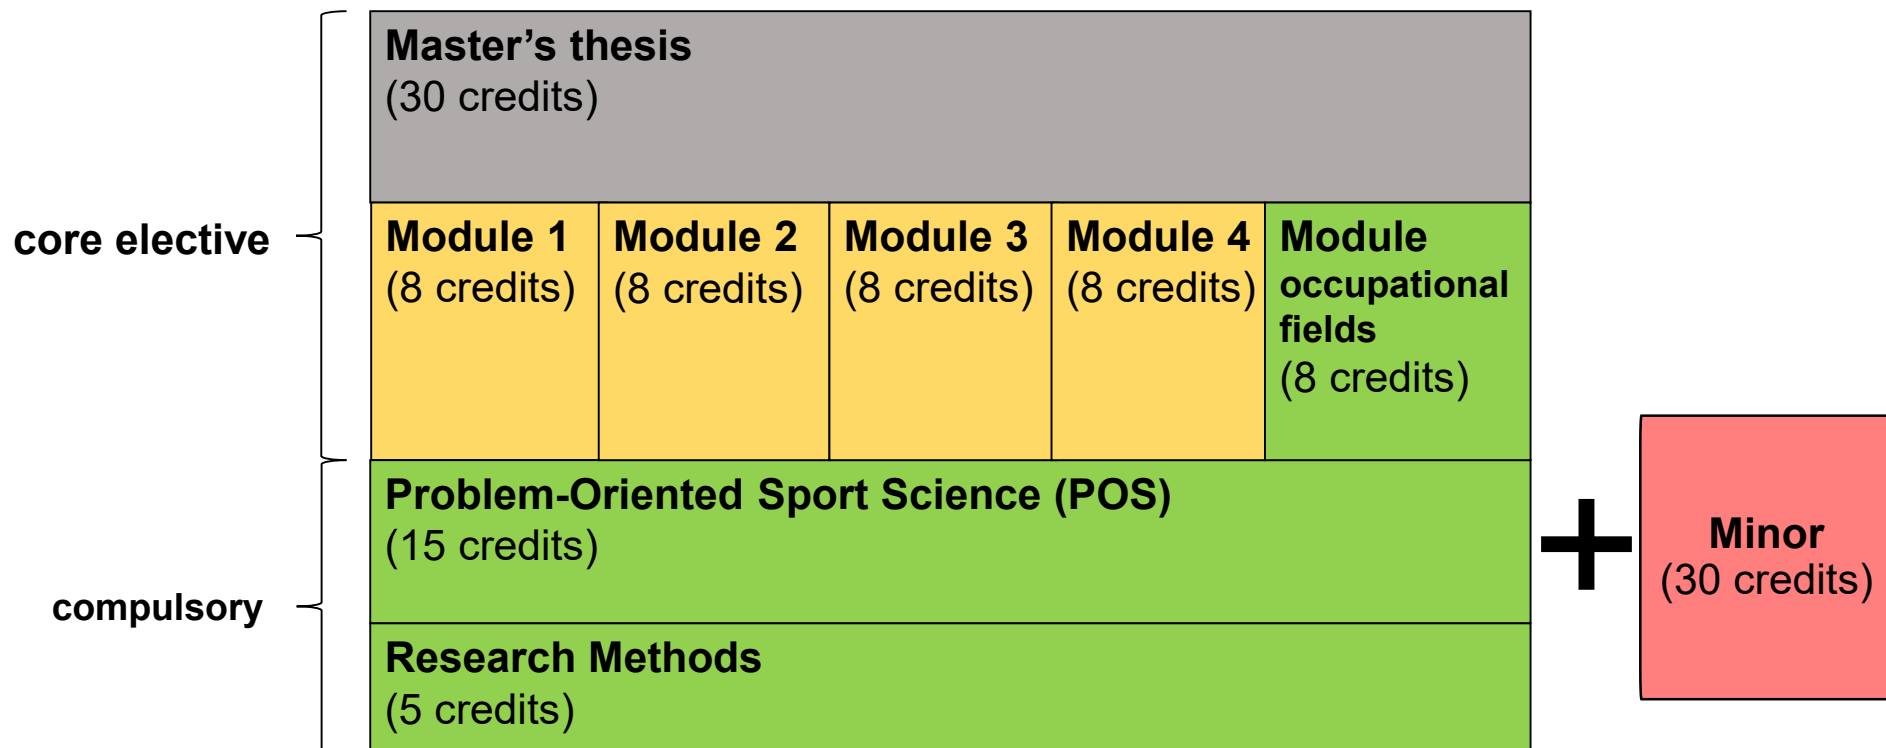 Master’s thesis
(30 credits)
core elective
Module 1
(8 credits)
Module 2
(8 credits)
Module 3
(8 credits)
Module 4
(8 credits)
Module
occupational
fields
(8 credits)
Problem-Oriented Sport Science (POS)
(15 credits)
compulsory
Research Methods
(5 credits)
+
Minor
(30 credits)